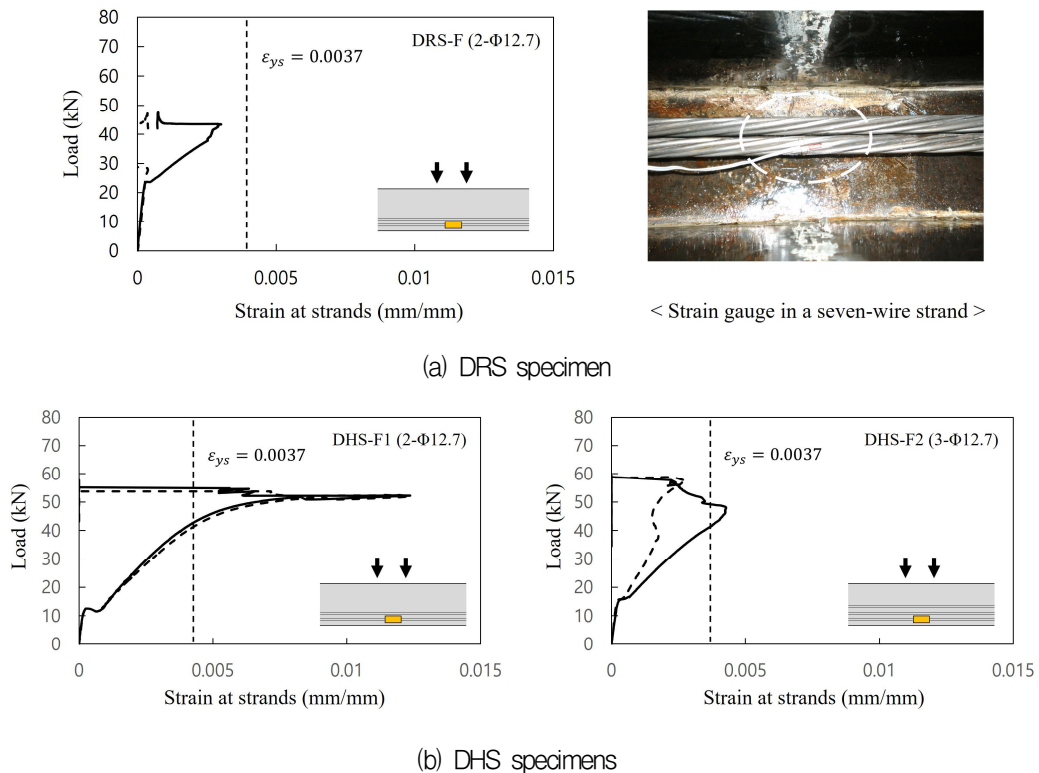 80
70
60
50
40
30
20
10
0
Load (kN)
DRS-F (2-Φ12.7)
εys = 0.0037
0 0.005 0.01 0.015
Strain at strands (mm/mm)
< Strain gauge in a seven-wire strand >
(a) DRS specimen
80
70
60
50
40
30
20
10
0
Load (kN)
DHS-F1 (2-Φ12.7)
εys = 0.0037
0 0.005 0.01 0.015
Strain at strands (mm/mm)
80
70
60
50
40
30
20
10
0
Load (kN)
DHS-F2 (3-Φ12.7)
εys = 0.0037
0 0.005 0.01 0.015
Strain at strands (mm/mm)
(b) DHS specimens